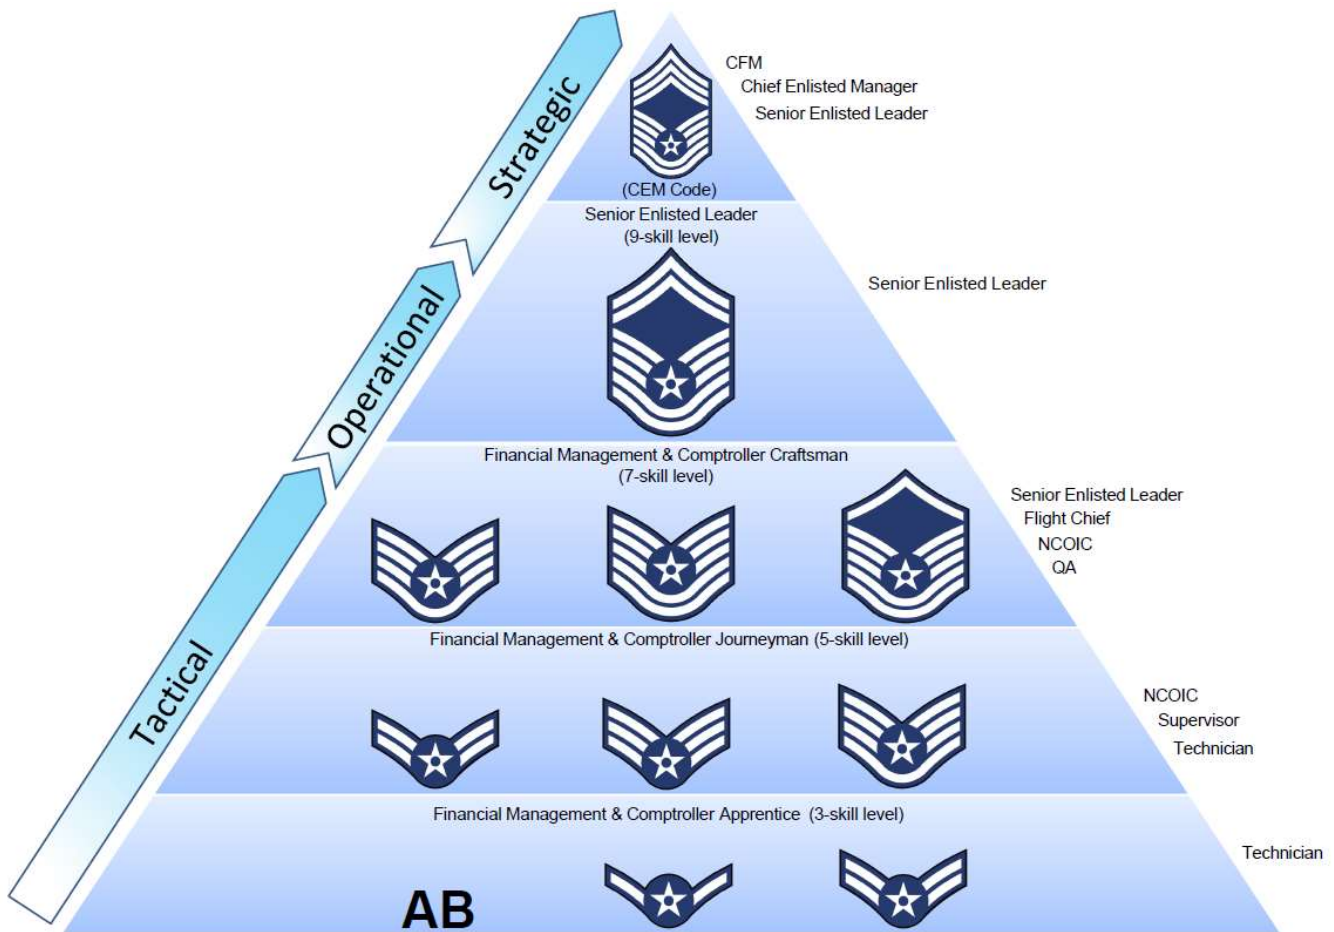 CFM
Chief Enlisted Manager
Senior Enlisted Leader
Strategic
(CEM Code)
Senior Enlisted Leader
(9-skill level)
Senior Enlisted Leader
Operational
Financial Management & Comptroller Craftsman
(7-skill level)
Senior Enlisted Leader
Flight Chief
NCOIC
QA
Tactical
Financial Management & Comptroller Journeyman (5-skill level)
NCOIC
Supervisor
Technician
Financial Management & Comptroller Apprentice (3-skill level)
Technician
AB